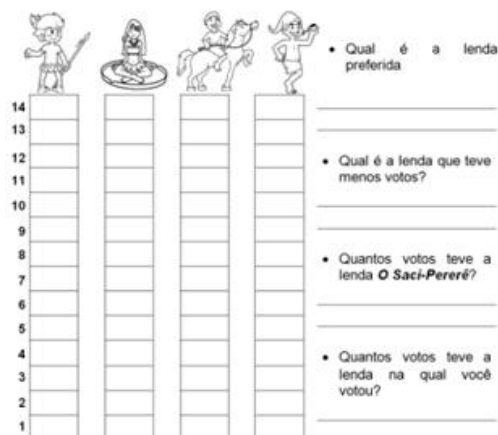 • Qual é a lenda
preferida
14
13
12
11
10
9
8
7
6
5
4
3
2
1
• Qual é a lenda que teve
menos votos?
• Quantos votos teve a
lenda O Saci-Pererê?
• Quantos votos teve a
lenda na qual você
votou?